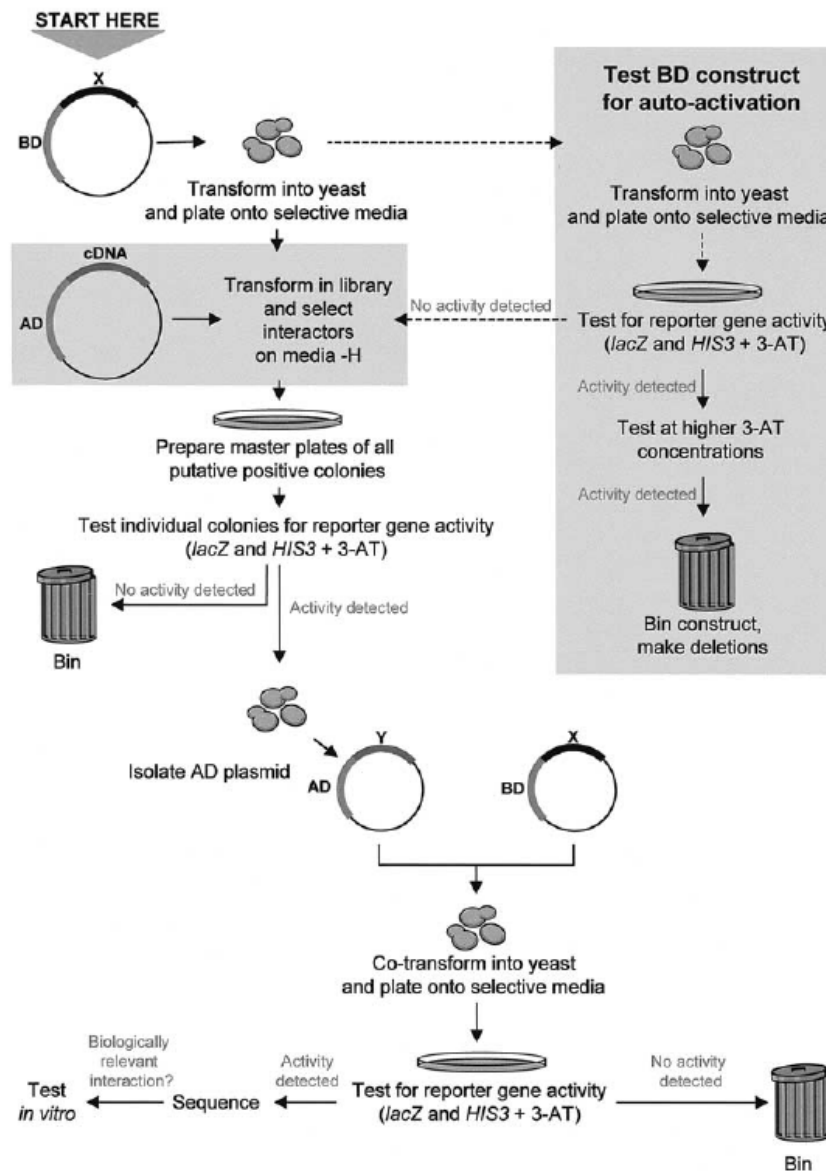 START HERE
X
BD
Transform into yeast
and plate onto selective media
Test BD construct
for auto-activation
Transform into yeast
and plate onto selective media
Test for reporter gene activity
(lacZ and HIS3 + 3-AT)
Activity detected
Test at higher 3-AT
concentrations
Activity detected
Bin construct,
make deletions
No activity detected
cDNA
AD
Transform in library
and select
interactors
on media -H
Prepare master plates of all
putative positive colonies
Test individual colonies for reporter gene activity
(lacZ and HIS3 + 3-AT)
No activity detected
Bin
Activity detected
Isolate AD plasmid
Y
AD
X
BD
Co-transform into yeast
and plate onto selective media
Test for reporter gene activity
(lacZ and HIS3 + 3-AT)
Activity
detected
Sequence
Biologically
relevant
interaction?
Test
in vitro
No activity
detected
Bin